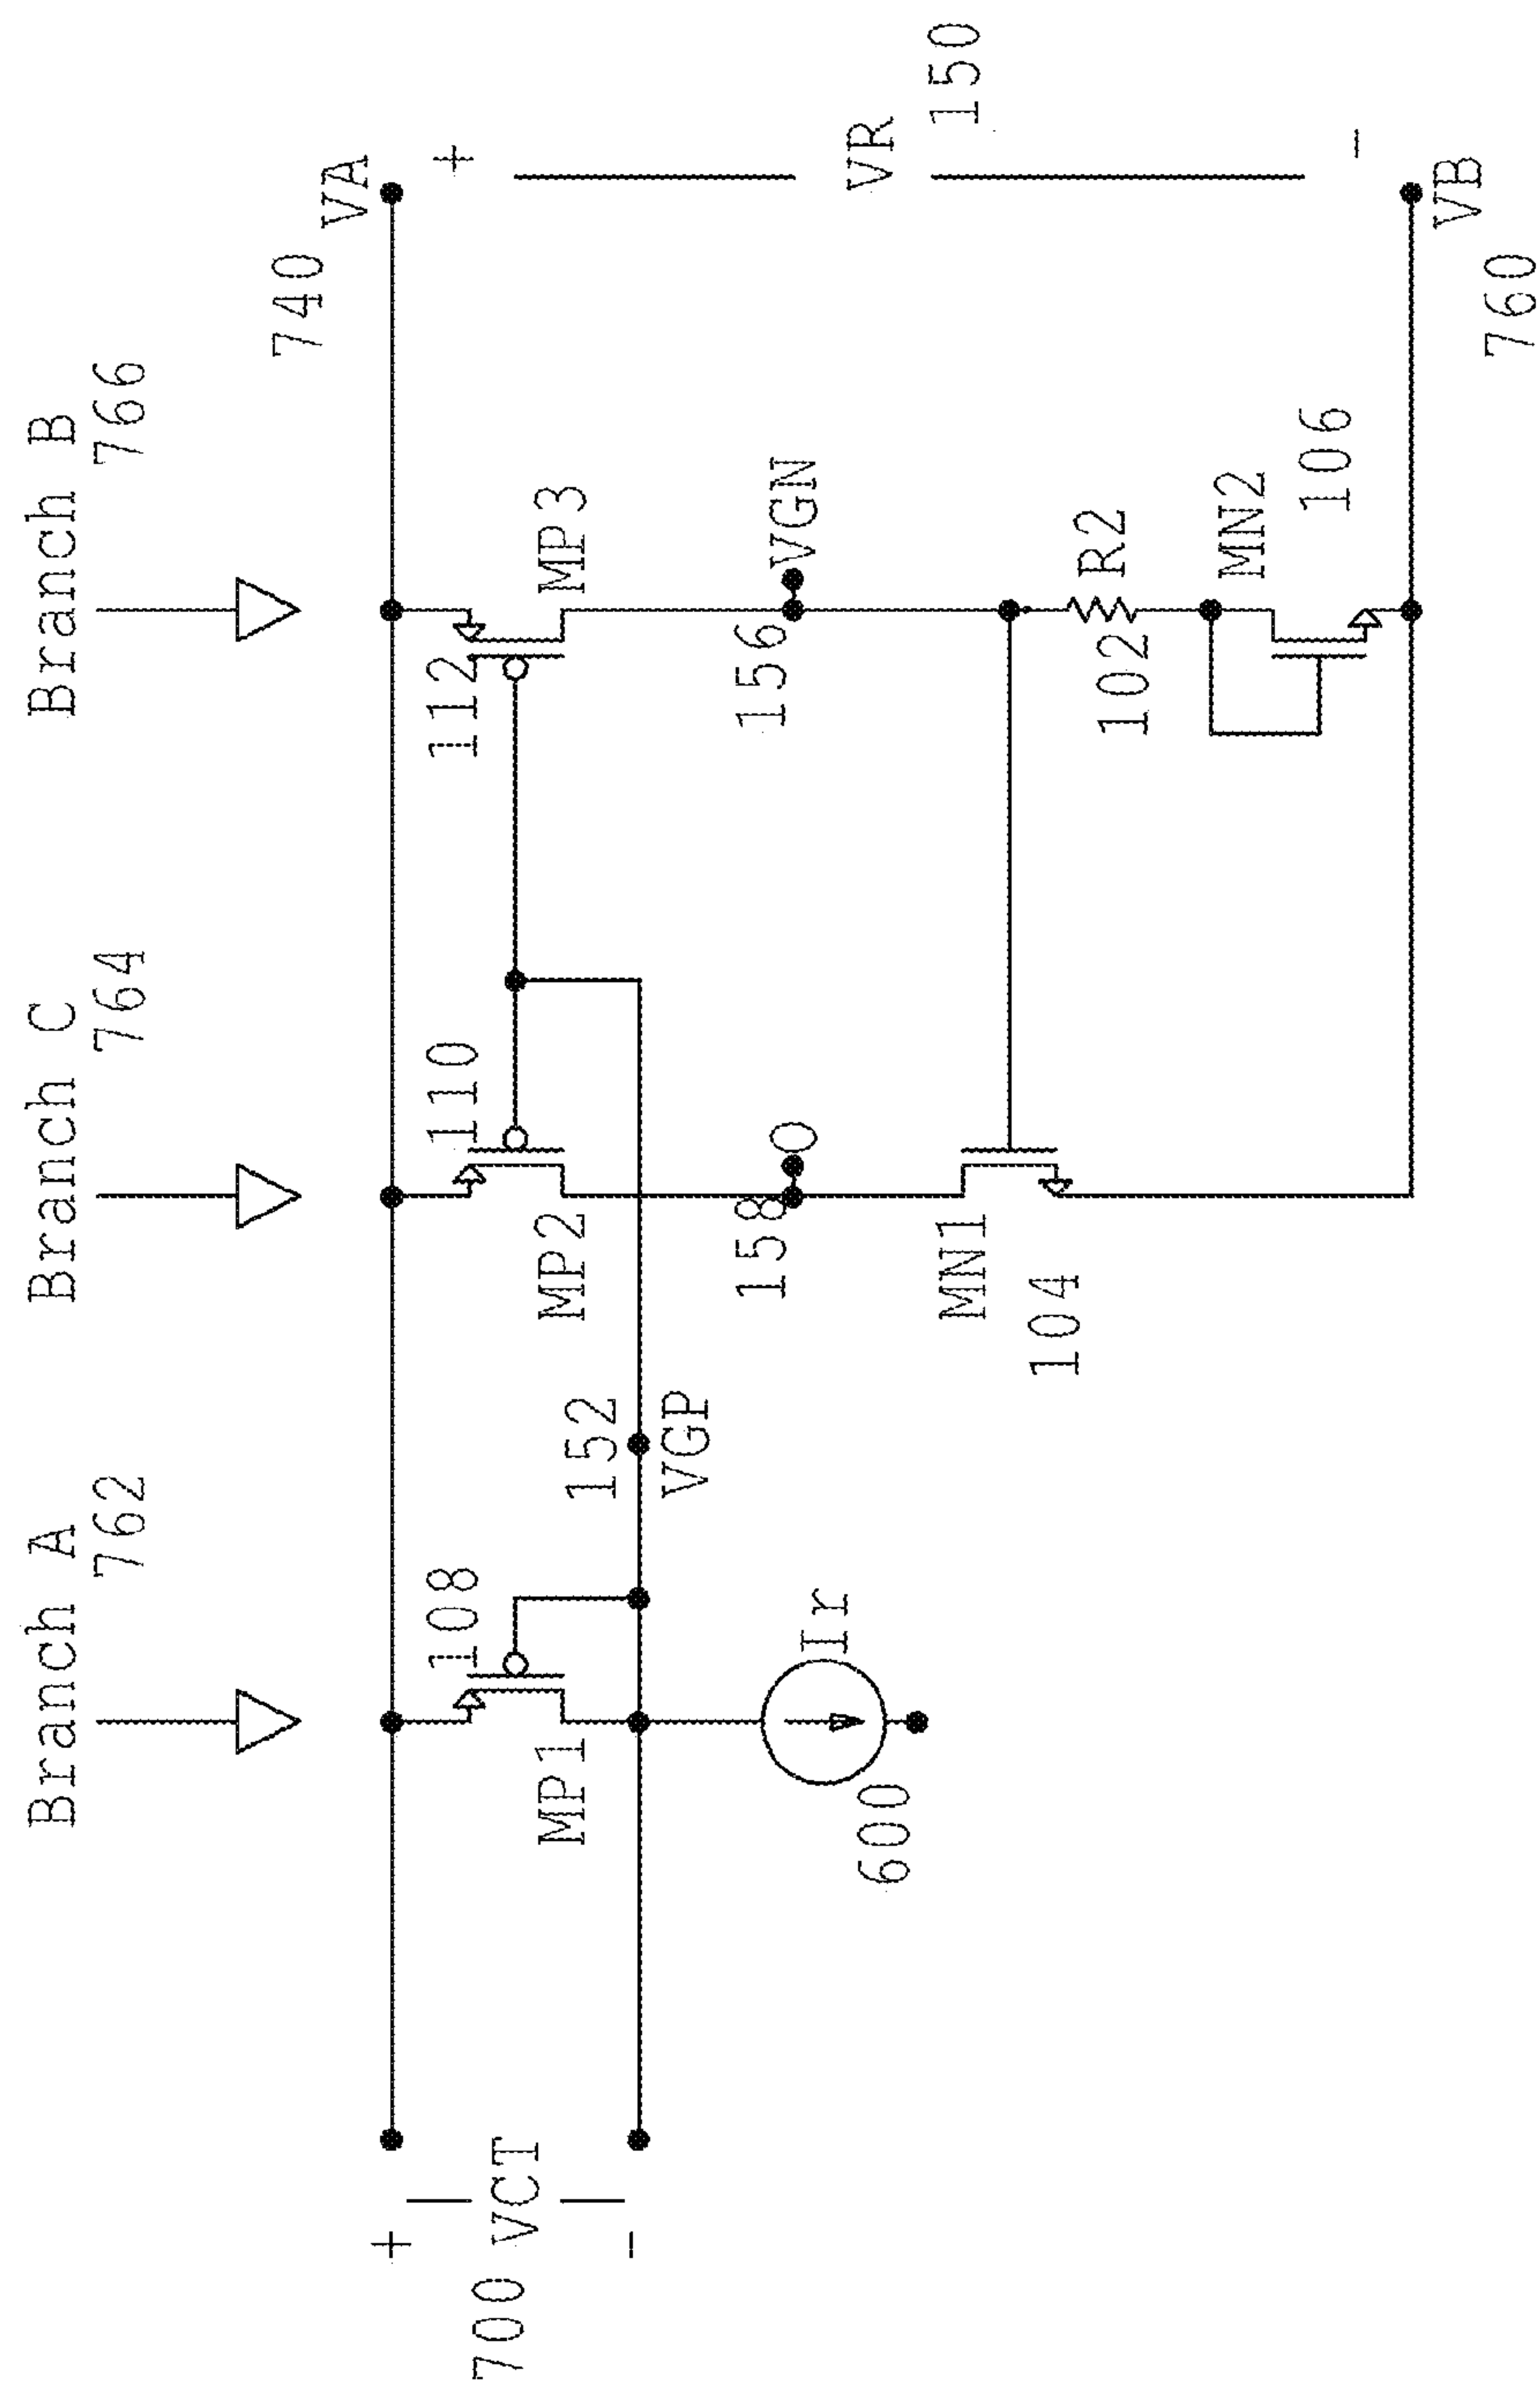 Branch A
762
Branch C
764
Branch B
766
740
VA
+
700 VCT
-
+
108
MP1
110
MP2
112
MP3
152
VGP
158
O
156
VGN
VR
150
Ir
600
MN1
104
R2
102
MN2
106
-
VB
760